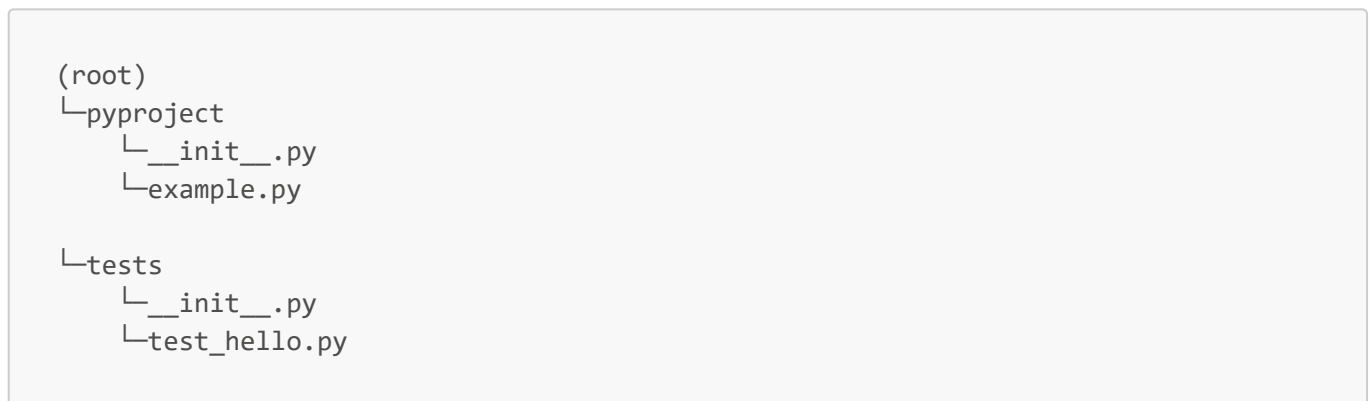 (root)
└─pyproject
    └─__init__.py
    └─example.py

└─tests
    └─__init__.py
    └─test_hello.py